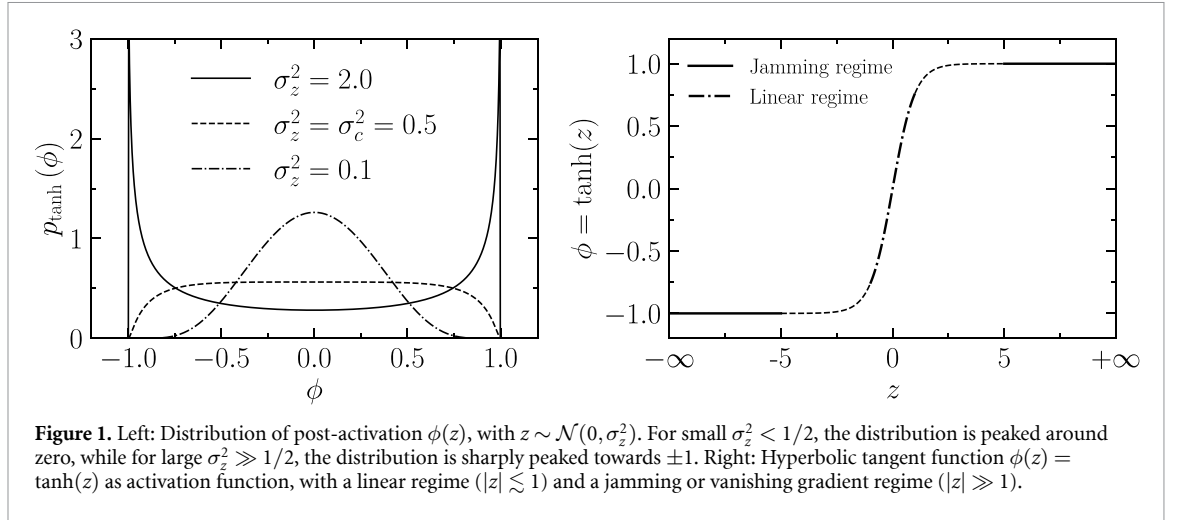 3
2
1
0
p_tanh(ϕ)
σ_z^2 = 2.0
σ_z^2 = σ_c^2 = 0.5
σ_z^2 = 0.1
−1.0 −0.5 0.0 0.5 1.0
ϕ
1.0
0.5
0.0
−0.5
−1.0
ϕ = tanh(z)
Jamming regime
Linear regime
−∞ -5 0 5 +∞
z
Figure 1. Left: Distribution of post-activation ϕ(z), with z ∼ 𝒩(0, σ_z^2). For small σ_z^2 < 1/2, the distribution is peaked around
zero, while for large σ_z^2 ≫ 1/2, the distribution is sharply peaked towards ±1. Right: Hyperbolic tangent function ϕ(z) =
tanh(z) as activation function, with a linear regime (|z| ≲ 1) and a jamming or vanishing gradient regime (|z| ≫ 1).